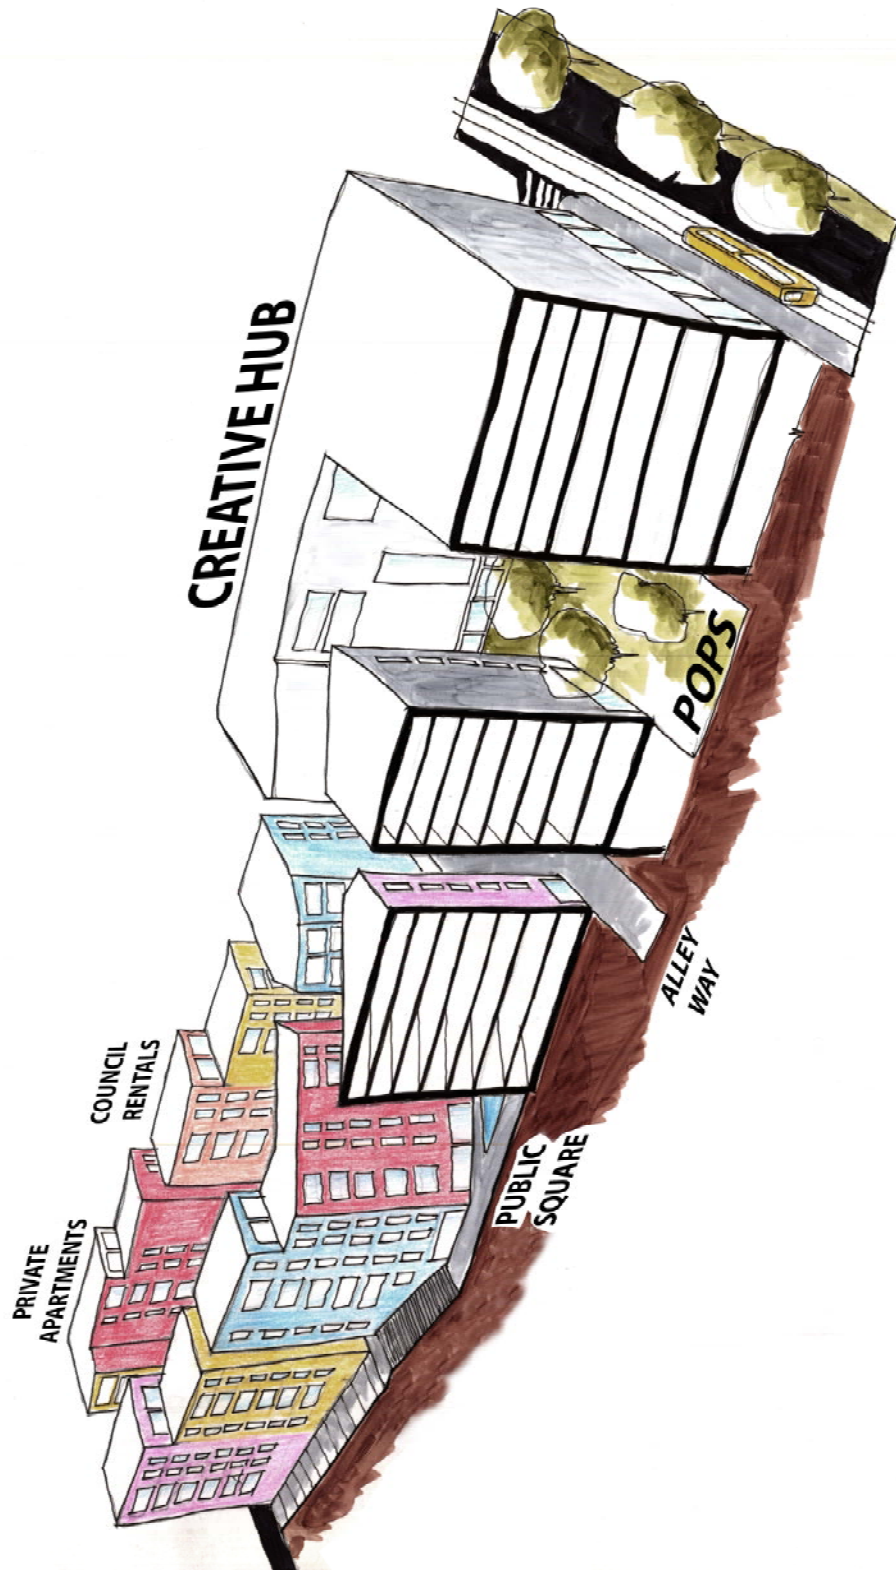 PRIVATE
APARTMENTS
COUNCIL
RENTALS
CREATIVE HUB
PUBLIC
SQUARE
ALLEY
WAY
POPS